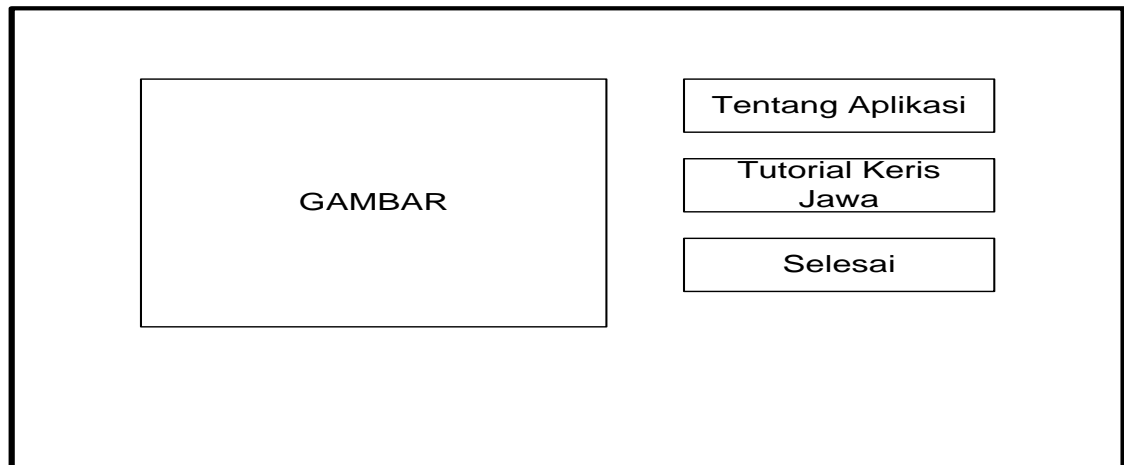 GAMBAR
Tentang Aplikasi
Tutorial Keris
Jawa
Selesai